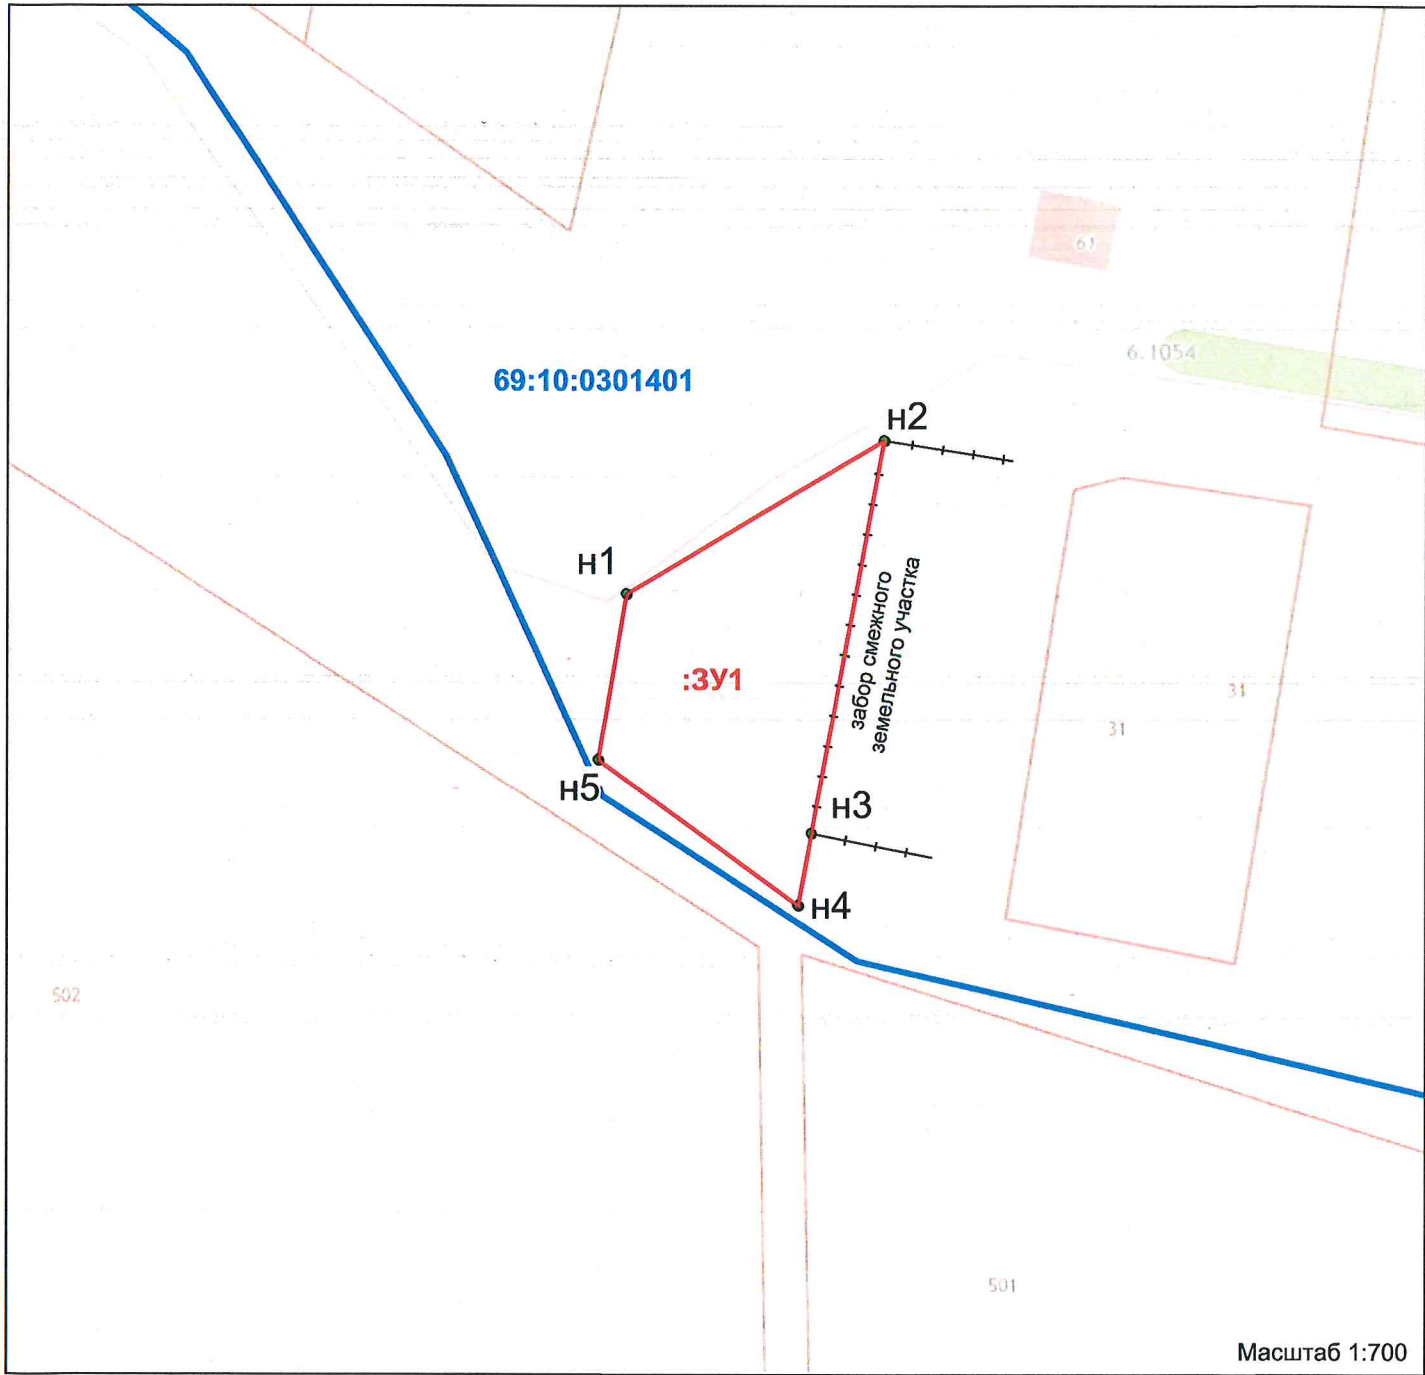 61
6.1054
69:10:0301401
н2
н1
забор смежного
земельного участка
:ЗУ1
31
31
н5
н3
н4
502
501
Масштаб 1:700